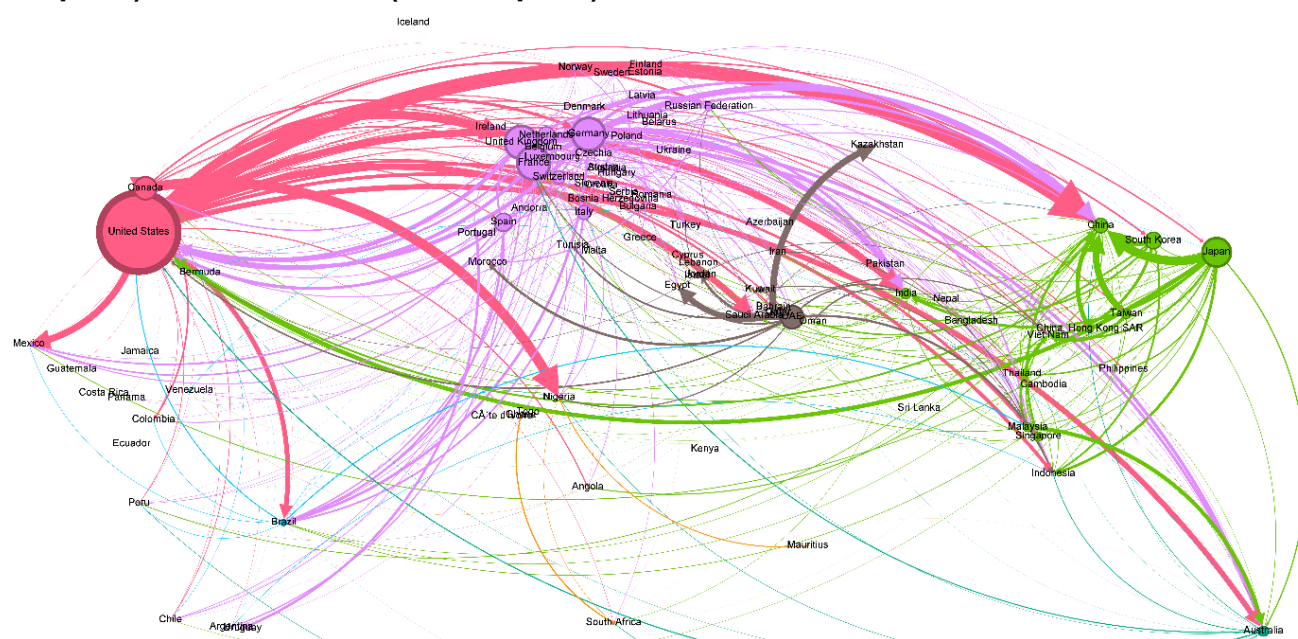 Iceland
Norway
Finland
Sweden
Estonia
Latvia
Denmark
Russian Federation
Lithuania
Belarus
Ireland
Netherlands
Germany
Poland
United Kingdom
Belgium
Czechia
Ukraine
Kazakhstan
Luxembourg
France
Hungary
Switzerland
Canada
Serbia
Romania
Bosnia Herzegovina
Bulgaria
Andorra
Italy
Spain
Portugal
United States
Turkey
Azerbaijan
China
South Korea
Japan
Greece
Tunisia
Malta
Iran
Cyprus
Lebanon
Morocco
Pakistan
Bermuda
Egypt
Kuwait
India
Nepal
Bahrain
Saudi Arabia
UAE
Oman
Taiwan
Bangladesh
China, Hong Kong SAR
Viet Nam
Mexico
Jamaica
Guatemala
Philippines
Thailand
Cambodia
Costa Rica
Panama
Venezuela
Nigeria
Sri Lanka
Togo
Colombia
Malaysia
Singapore
Ecuador
Kenya
Indonesia
Angola
Peru
Brazil
Mauritius
Chile
Argentina
Uruguay
South Africa
Australia